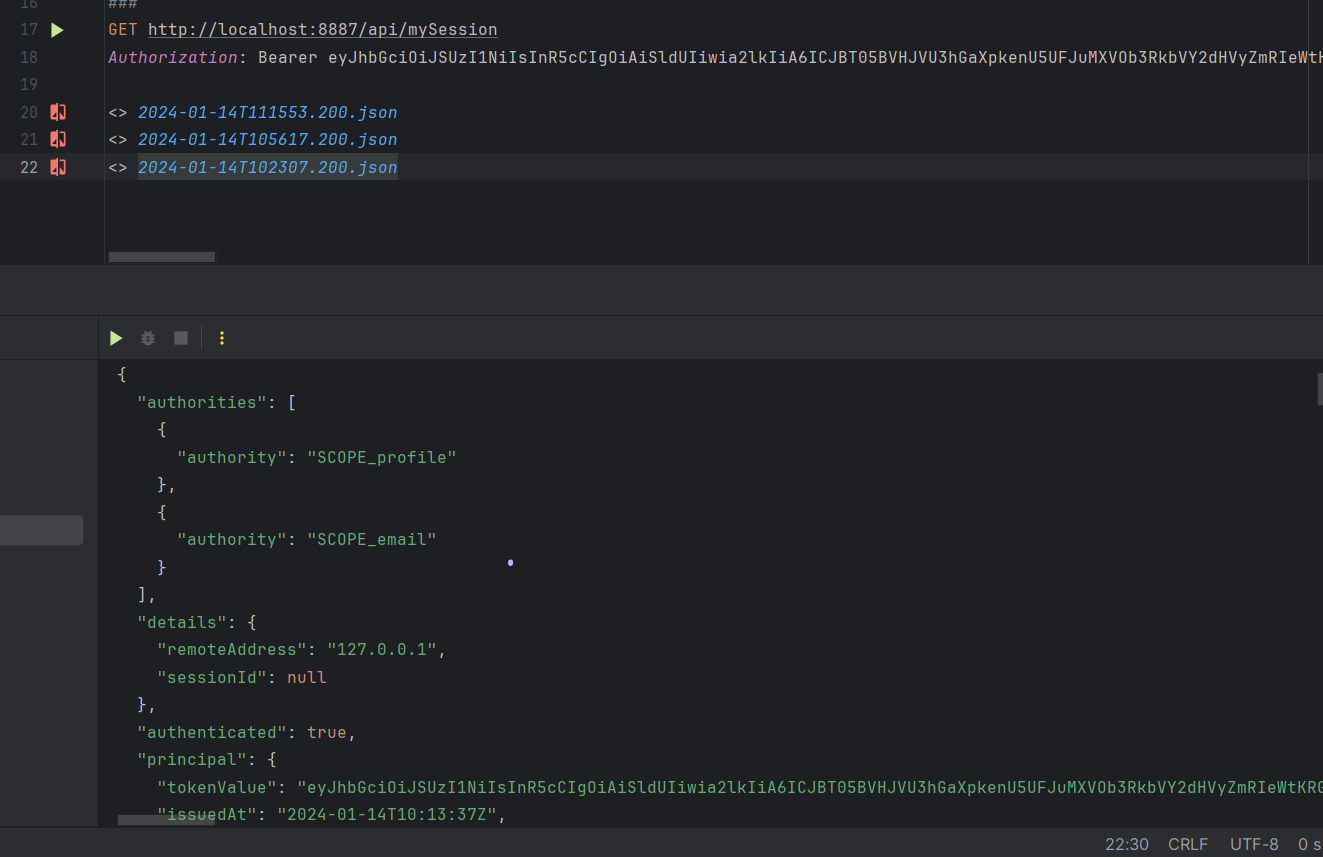 16 ###
17 GET http://localhost:8887/api/mySession
18 Authorization: Bearer eyJhbGciOiJSUzI1NiIsInR5cCIgOiAiSldUIiwia2lkIiA6ICJBT05BVHJVU3hGaXpkenU5UFJuMXVOb3RkbVY2dHVyZmRIeWtK
19
20 <> 2024-01-14T111553.200.json
21 <> 2024-01-14T105617.200.json
22 <> 2024-01-14T102307.200.json
{
"authorities": [
{
"authority": "SCOPE_profile"
},
{
"authority": "SCOPE_email"
}
],
"details": {
"remoteAddress": "127.0.0.1",
"sessionId": null
},
"authenticated": true,
"principal": {
"tokenValue": "eyJhbGciOiJSUzI1NiIsInR5cCIgOiAiSldUIiwia2lkIiA6ICJBT05BVHJVU3hGaXpkenU5UFJuMXVOb3RkbVY2dHVyZmRIeWtKRG
"issuedAt": "2024-01-14T10:13:37Z",
22:30 CRLF UTF-8 0 s